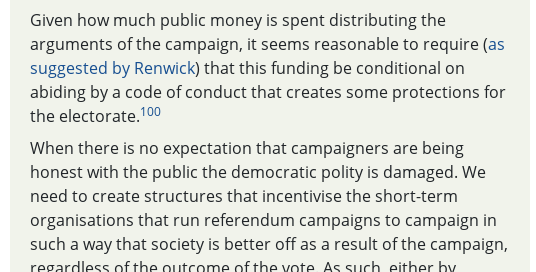 Given how much public money is spent distributing the
arguments of the campaign, it seems reasonable to require (as
suggested by Renwick) that this funding be conditional on
abiding by a code of conduct that creates some protections for
the electorate.100
When there is no expectation that campaigners are being
honest with the public the democratic polity is damaged. We
need to create structures that incentivise the short-term
organisations that run referendum campaigns to campaign in
such a way that society is better off as a result of the campaign,
regardless of the outcome of the vote. As such, either by